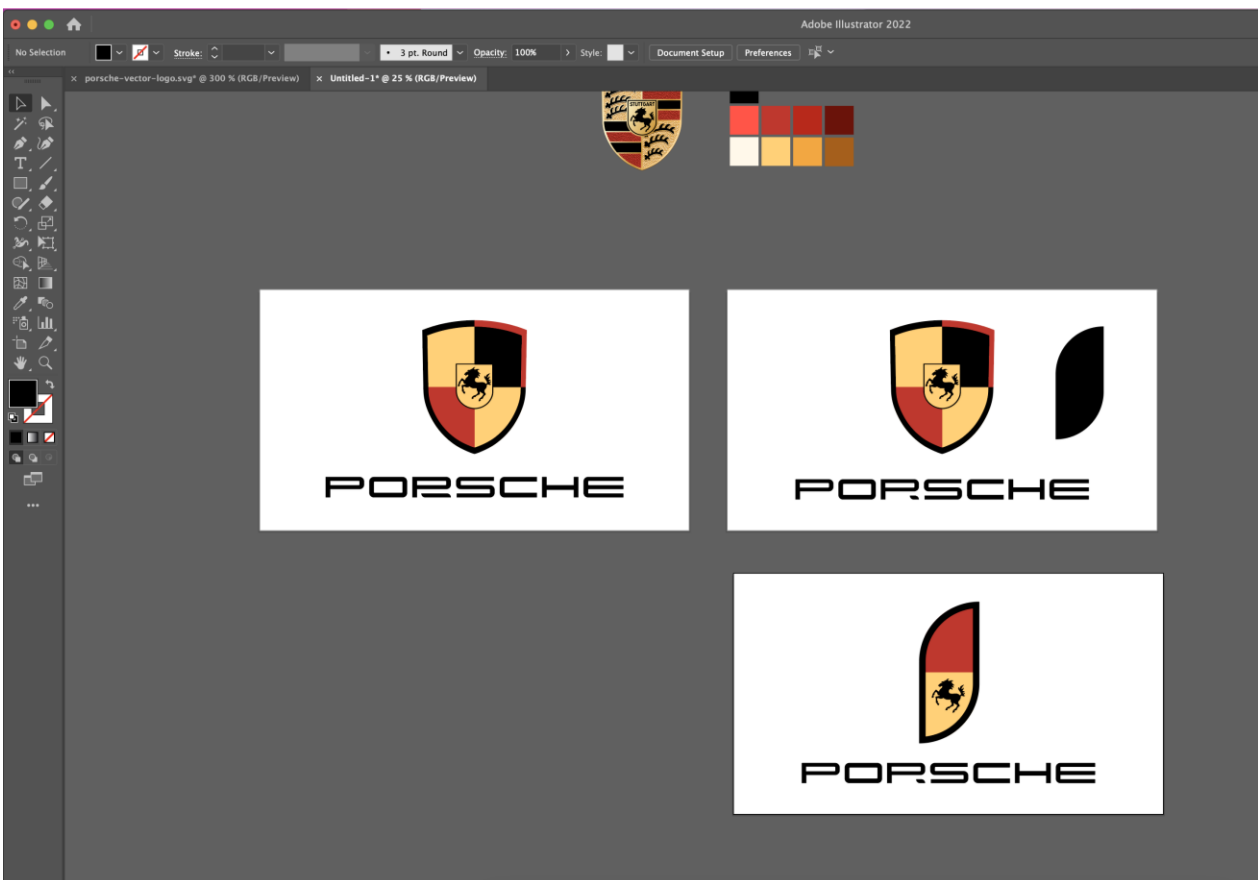 Adobe Illustrator 2022
No Selection
Stroke:
3 pt. Round
Opacity: 100%
Style:
Document Setup
Preferences
porsche-vector-logo.svg* @ 300 % (RGB/Preview)
Untitled-1* @ 25 % (RGB/Preview)
STUTTGART
PORSCHE
PORSCHE
PORSCHE